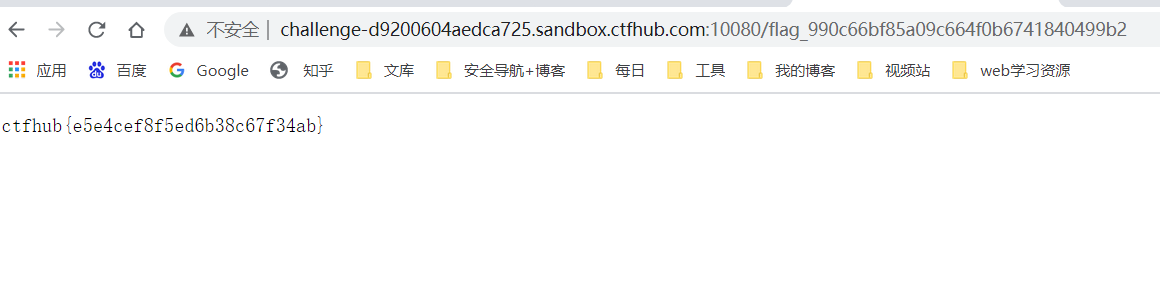 不安全 | challenge-d9200604aedca725.sandbox.ctfhub.com:10080/flag_990c66bf85a09c664f0b6741840499b2
应用 百度 Google 知乎 文库 安全导航+博客 每日 工具 我的博客 视频站 web学习资源
ctfhub{e5e4cef8f5ed6b38c67f34ab}